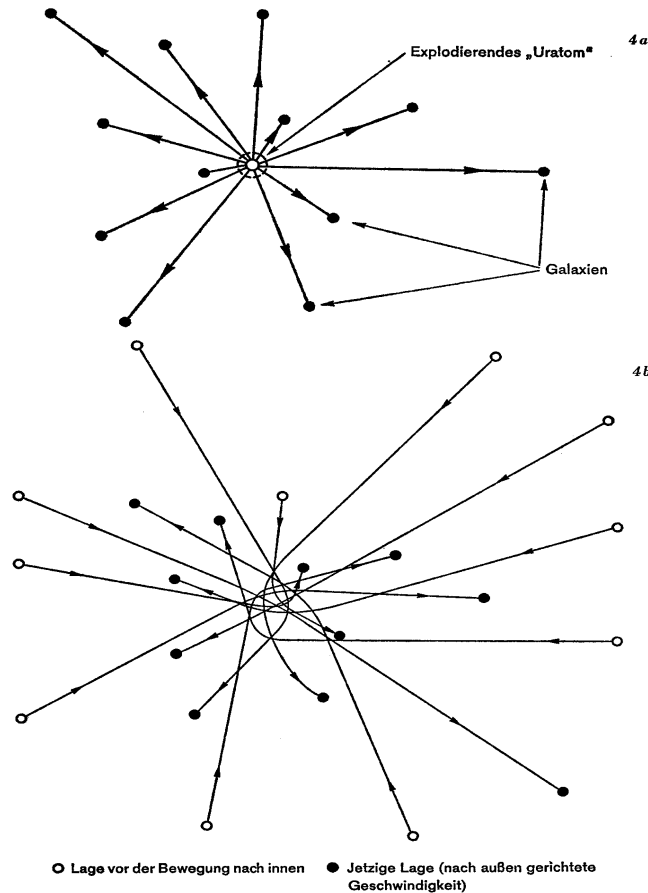 4a
Explodierendes „Uratom“
Galaxien
4b
Lage vor der Bewegung nach innen
Jetzige Lage (nach außen gerichtete
Geschwindigkeit)